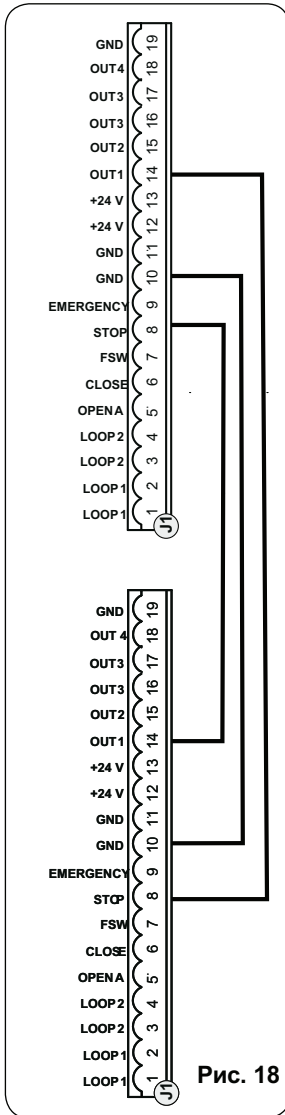 GND 19
OUT4 18
OUT3 17
OUT3 16
OUT2 15
OUT1 14
+24 V 13
+24 V 12
GND 11
GND 10
EMERGENCY 9
STOP 8
FSW 7
CLOSE 6
OPEN A 5
LOOP2 4
LOOP2 3
LOOP1 2
LOOP1 1
J1
GND 19
OUT 4 18
OUT3 17
OUT3 16
OUT2 15
OUT1 14
+24 V 13
+24 V 12
GND 11
GND 10
EMERGENCY 9
STOP 8
FSW 7
CLOSE 6
OPEN A 5
LOOP2 4
LOOP2 3
LOOP1 2
LOOP1 1
J1
Рис. 18